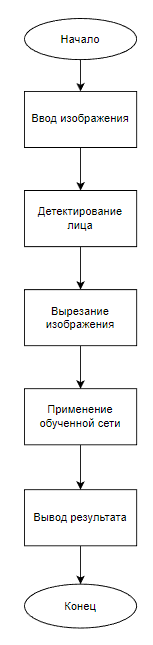 Начало
Ввод изображения
Детектирование
лица
Вырезание
изображения
Применение
обученной сети
Вывод результата
Конец